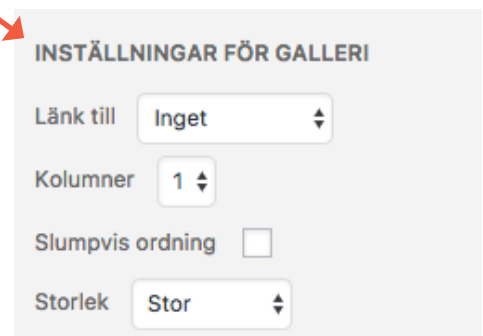 INSTÄLLNINGAR FÖR GALLERI
Länk till Inget
Kolumner 1
Slumpvis ordning
Storlek Stor